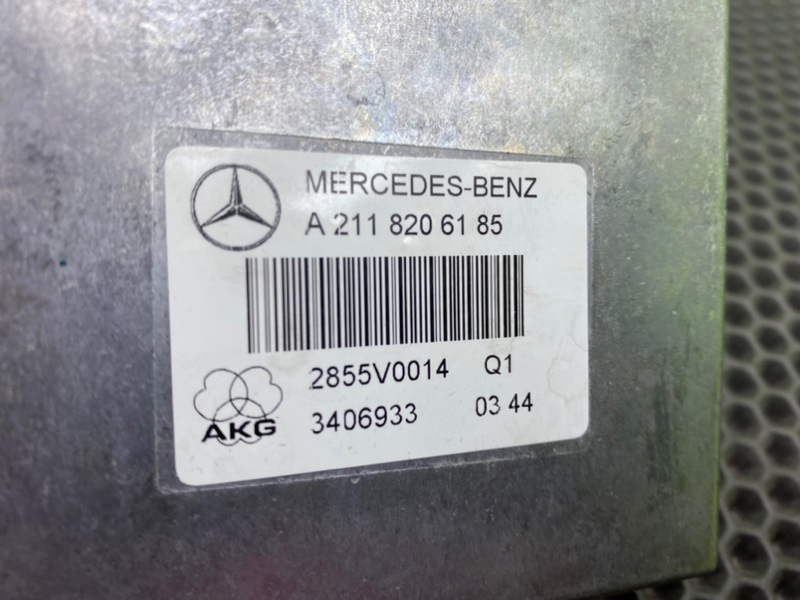 MERCEDES-BENZ
A 211 820 61 85
2855V0014 Q1
AKG
3406933 03 44